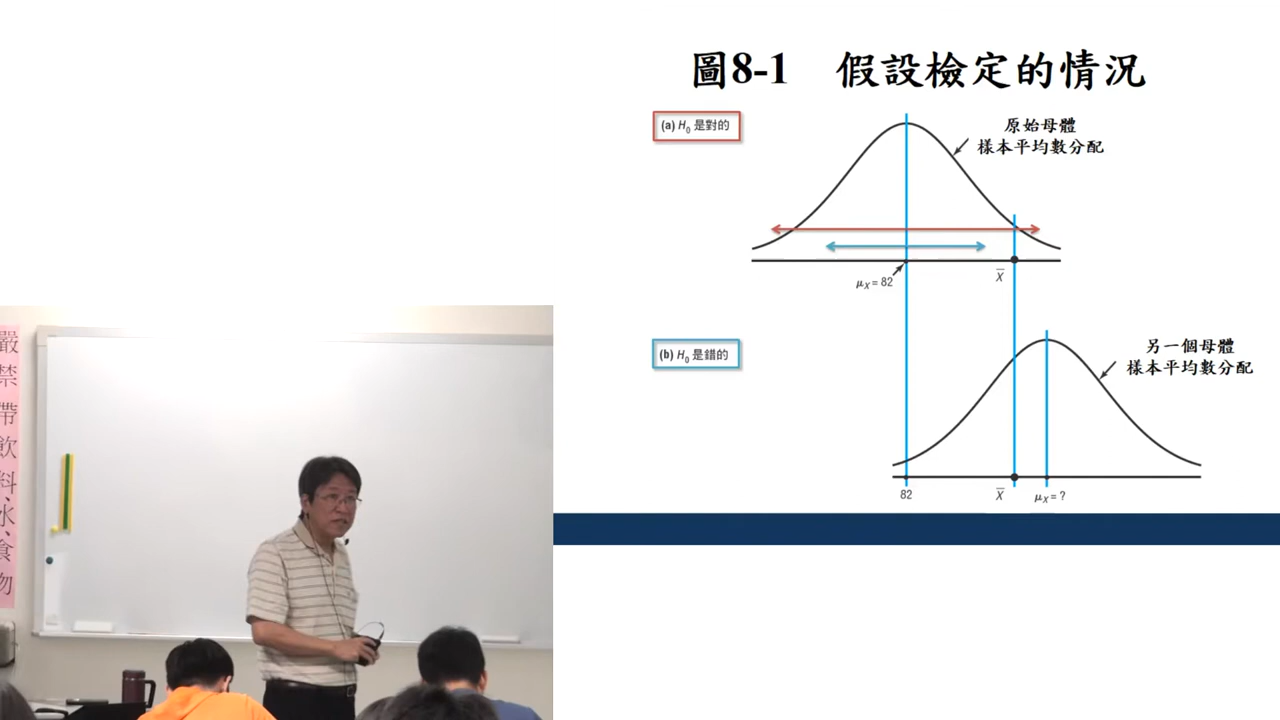 圖8-1 假設檢定的情況
(a) H₀ 是對的
原始母體
樣本平均數分配
μX = 82
X̄
(b) H₀ 是錯的
另一個母體
樣本平均數分配
82
X̄
μX = ?
嚴禁帶飲料、冰、食物